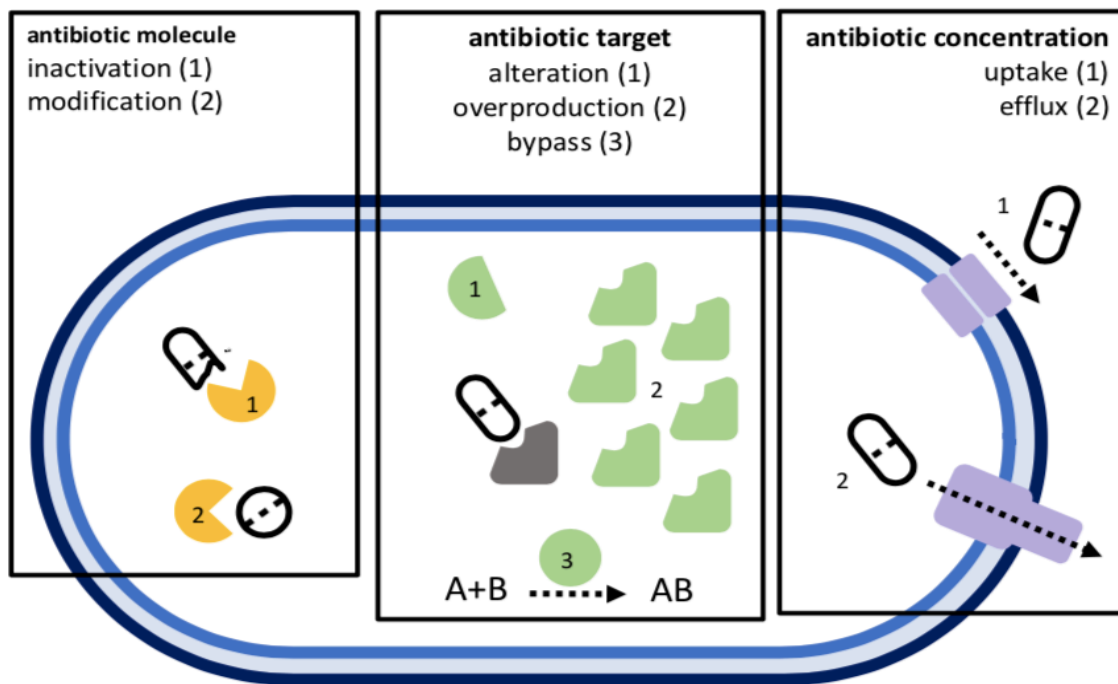 antibiotic molecule
inactivation (1)
modification (2)
1
2
antibiotic target
alteration (1)
overproduction (2)
bypass (3)
1
2
3
A+B
AB
antibiotic concentration
uptake (1)
efflux (2)
1
2